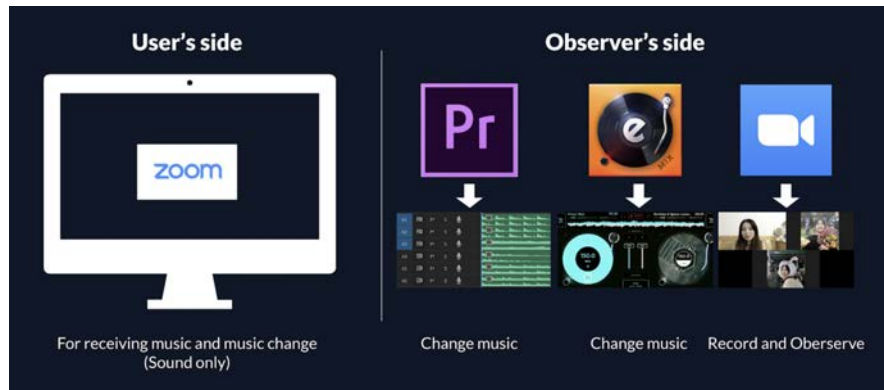 User's side
Observer's side
zoom
Pr
e
MIX
For receiving music and music change
(Sound only)
Change music
Change music
Record and Oberserve